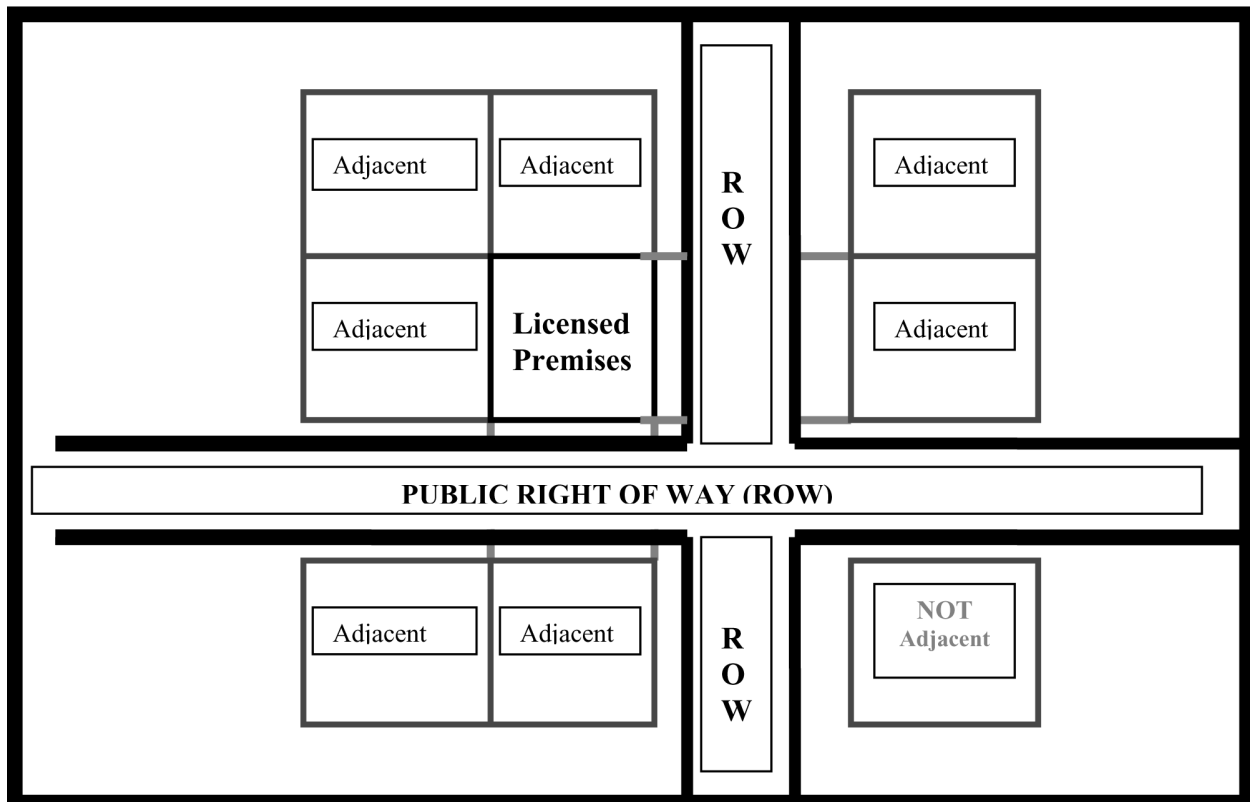 Adjacent
Adjacent
R
O
W
Adjacent
Adjacent
Licensed
Premises
Adjacent
PUBLIC RIGHT OF WAY (ROW)
Adjacent
Adjacent
R
O
W
NOT
Adjacent